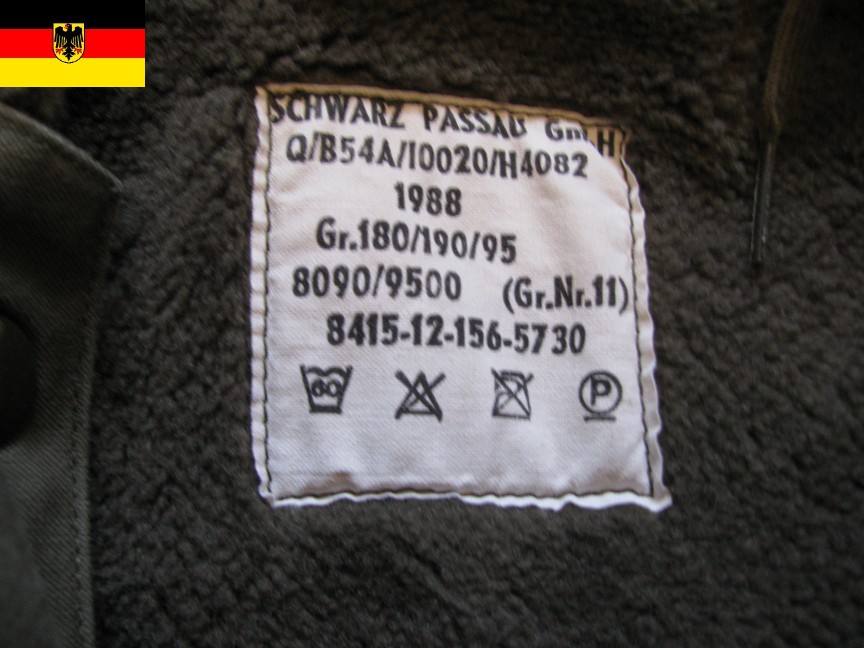 SCHWARZ PASSAU GmbH
Q/B54A/10020/H4082
1988
Gr.180/190/95
8090/9500 (Gr.Nr.11)
8415-12-156-5730
60
P